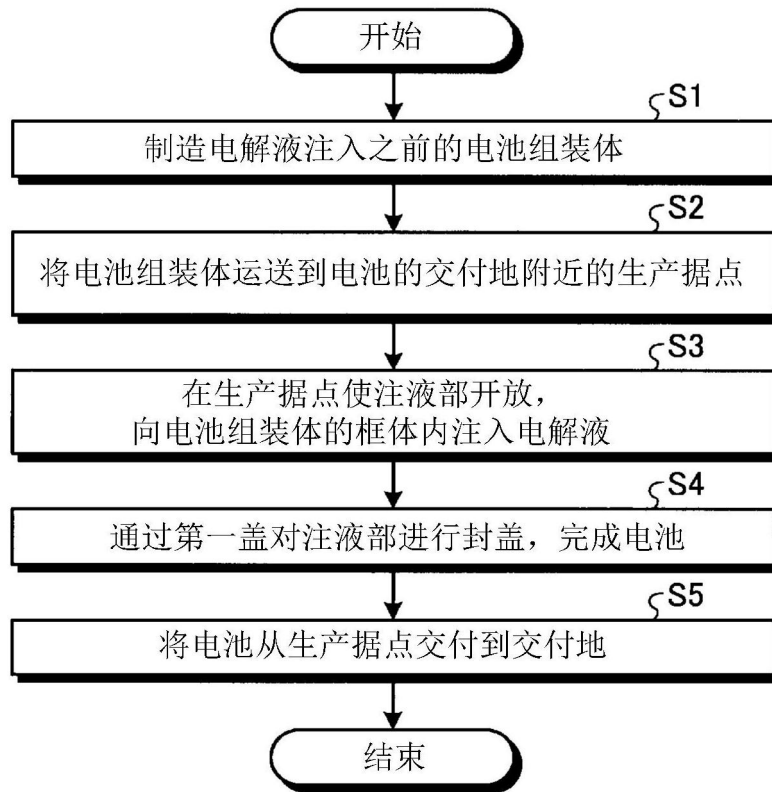 开始
S1
制造电解液注入之前的电池组装体
S2
将电池组装体运送到电池的交付地附近的生产据点
S3
在生产据点使注液部开放，
向电池组装体的框体内注入电解液
S4
通过第一盖对注液部进行封盖，完成电池
S5
将电池从生产据点交付到交付地
结束